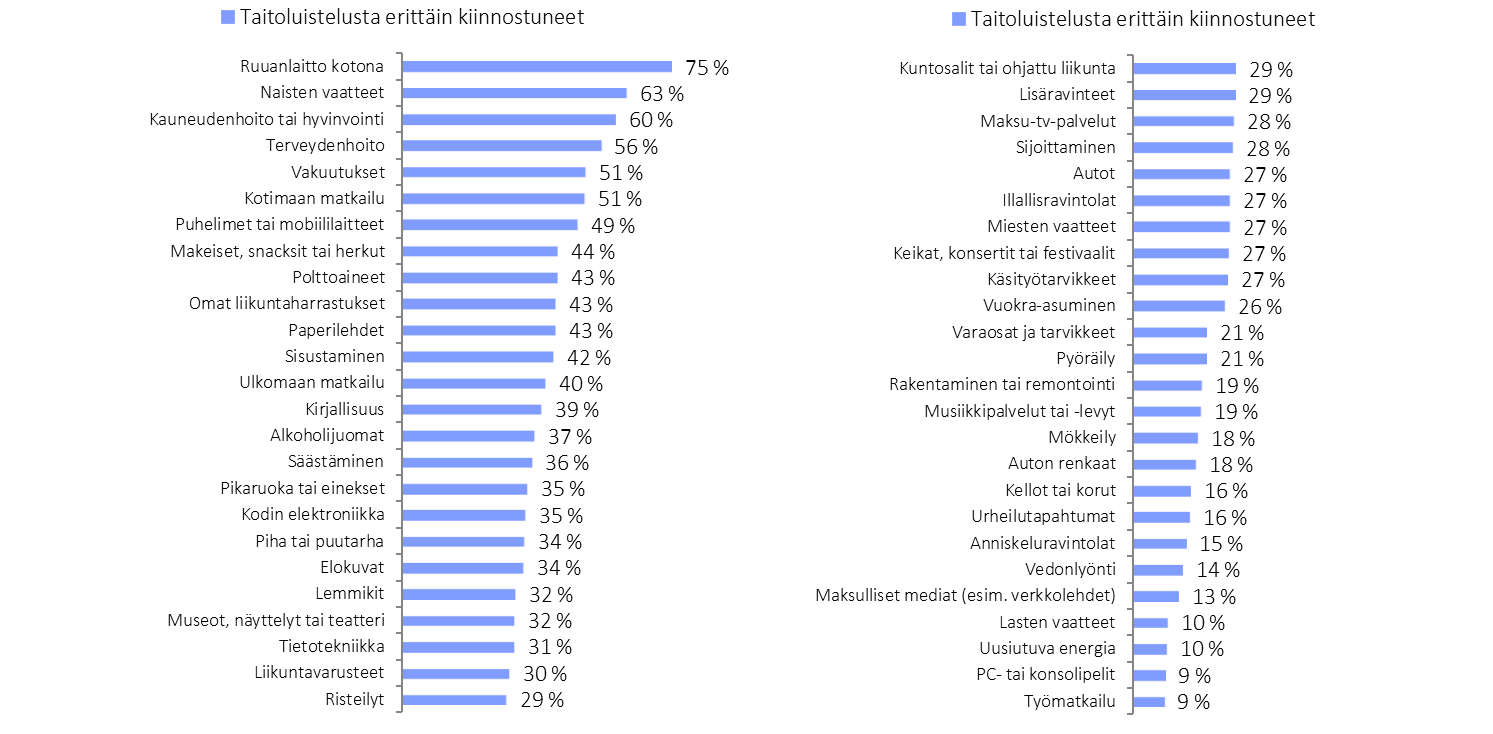 Taitoluistelusta erittäin kiinnostuneet
Ruuanlaitto kotona 75 %
Naisten vaatteet 63 %
Kauneudenhoito tai hyvinvointi 60 %
Terveydenhoito 56 %
Vakuutukset 51 %
Kotimaan matkailu 51 %
Puhelimet tai mobiililaitteet 49 %
Makeiset, snacksit tai herkut 44 %
Polttoaineet 43 %
Omat liikuntaharrastukset 43 %
Paperilehdet 43 %
Sisustaminen 42 %
Ulkomaan matkailu 40 %
Kirjallisuus 39 %
Alkoholijuomat 37 %
Säästäminen 36 %
Pikaruoka tai einekset 35 %
Kodin elektroniikka 35 %
Piha tai puutarha 34 %
Elokuvat 34 %
Lemmikit 32 %
Museot, näyttelyt tai teatteri 32 %
Tietotekniikka 31 %
Liikuntavarusteet 30 %
Risteilyt 29 %
Taitoluistelusta erittäin kiinnostuneet
Kuntosalit tai ohjattu liikunta 29 %
Lisäravinteet 29 %
Maksu-tv-palvelut 28 %
Sijoittaminen 28 %
Autot 27 %
Illallisravintolat 27 %
Miesten vaatteet 27 %
Keikat, konsertit tai festivaalit 27 %
Käsityötarvikkeet 27 %
Vuokra-asuminen 26 %
Varaosat ja tarvikkeet 21 %
Pyöräily 21 %
Rakentaminen tai remontointi 19 %
Musiikkipalvelut tai -levyt 19 %
Mökkeily 18 %
Auton renkaat 18 %
Kellot tai korut 16 %
Urheilutapahtumat 16 %
Anniskeluravintolat 15 %
Vedonlyönti 14 %
Maksulliset mediat (esim. verkkolehdet) 13 %
Lasten vaatteet 10 %
Uusiutuva energia 10 %
PC- tai konsolipelit 9 %
Työmatkailu 9 %